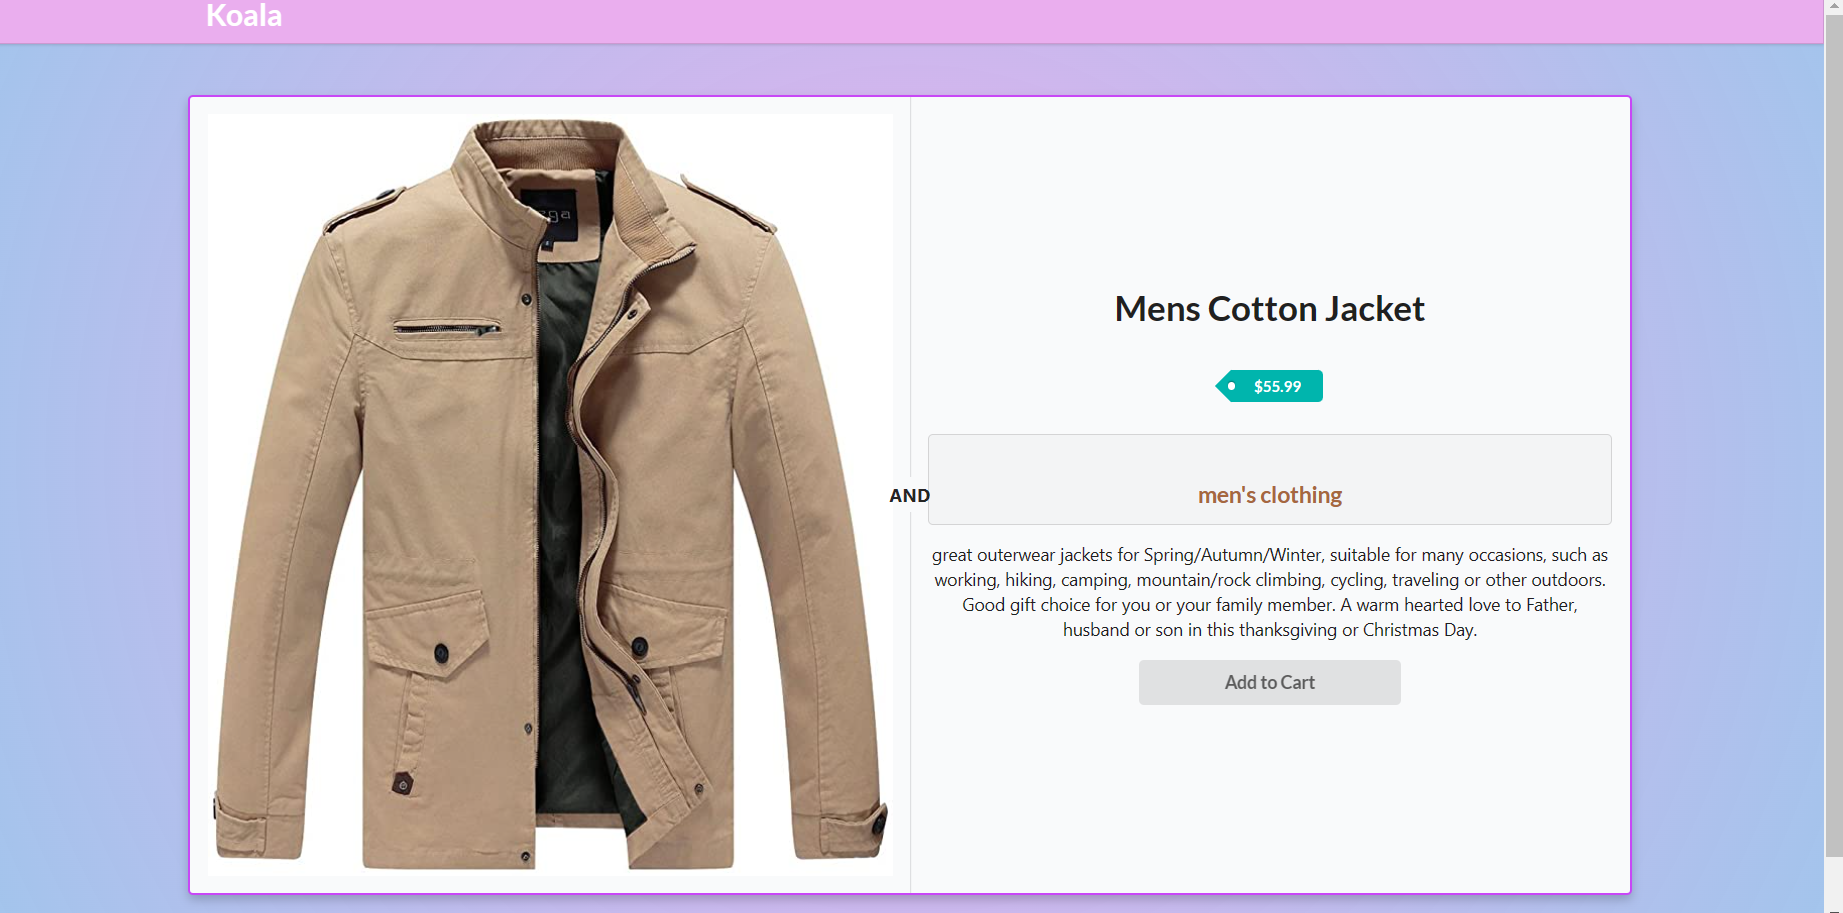 Koala
Mens Cotton Jacket
$55.99
AND
men's clothing
great outerwear jackets for Spring/Autumn/Winter, suitable for many occasions, such as
working, hiking, camping, mountain/rock climbing, cycling, traveling or other outdoors.
Good gift choice for you or your family member. A warm hearted love to Father,
husband or son in this thanksgiving or Christmas Day.
Add to Cart